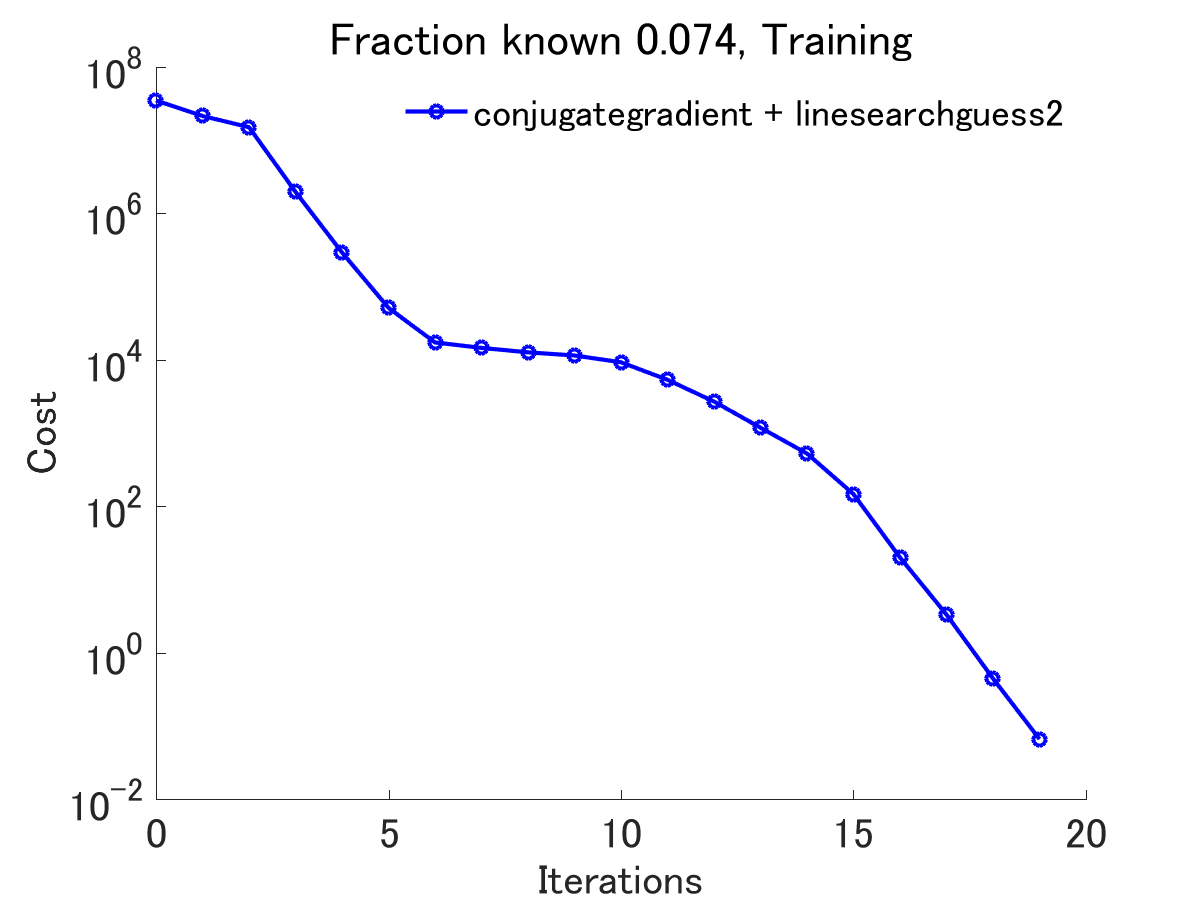 Fraction known 0.074, Training
conjugategradient + linesearchguess2
10^8
10^6
10^4
10^2
10^0
10^-2
Cost
0 5 10 15 20
Iterations